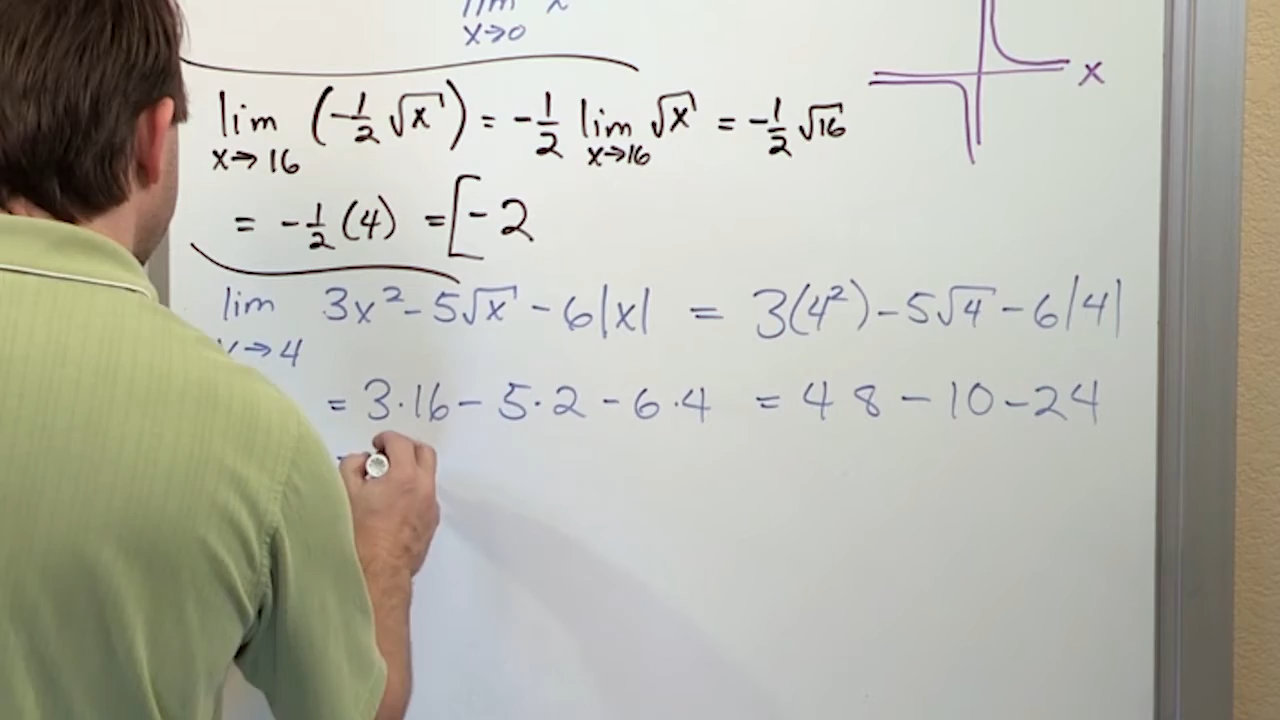 x→0
x
lim (-1/2 √x) = -1/2 lim √x = -1/2 √16
x→16 x→16
= -1/2 (4) = [-2
lim 3x² - 5√x - 6|x| = 3(4²) - 5√4 - 6|4|
→4
= 3·16 - 5·2 - 6·4 = 48 - 10 - 24